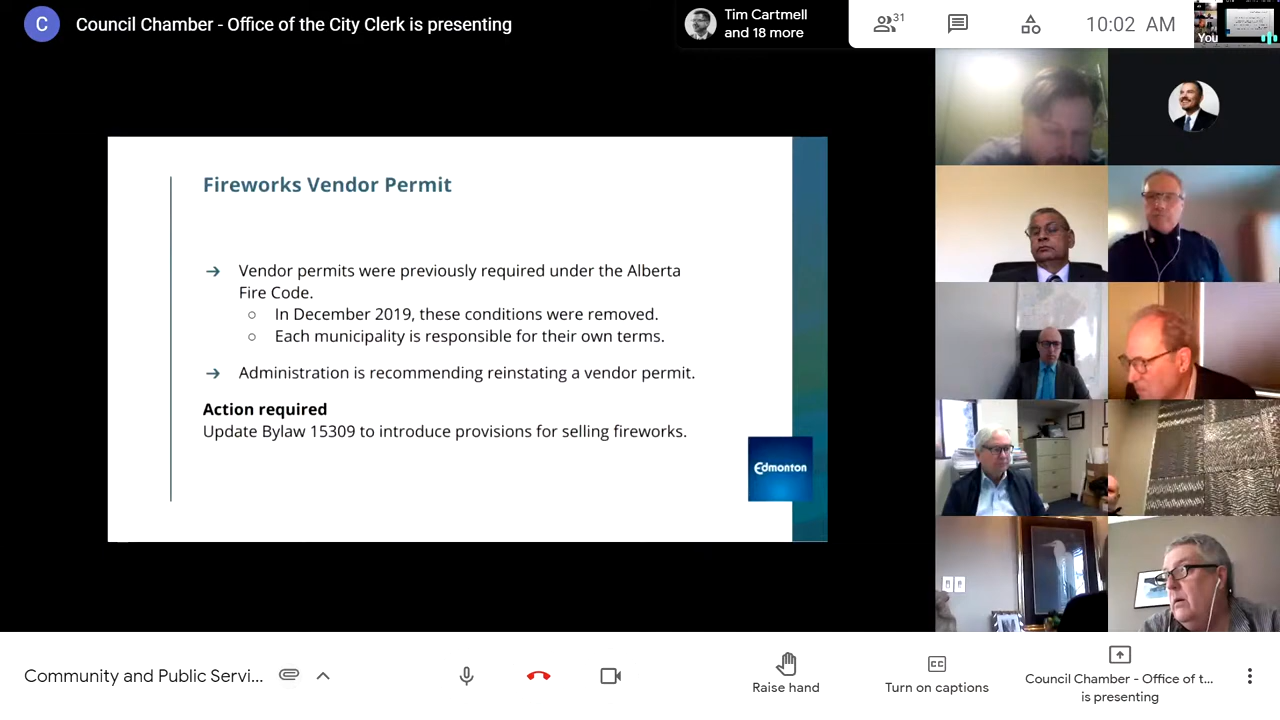 C
Council Chamber - Office of the City Clerk is presenting
Tim Cartmell
and 18 more
31
10:02 AM
You
Fireworks Vendor Permit
→ Vendor permits were previously required under the Alberta
Fire Code.
○ In December 2019, these conditions were removed.
○ Each municipality is responsible for their own terms.
→ Administration is recommending reinstating a vendor permit.
Action required
Update Bylaw 15309 to introduce provisions for selling fireworks.
Edmonton
Community and Public Servi...
Raise hand
CC
Turn on captions
Council Chamber - Office of t...
is presenting